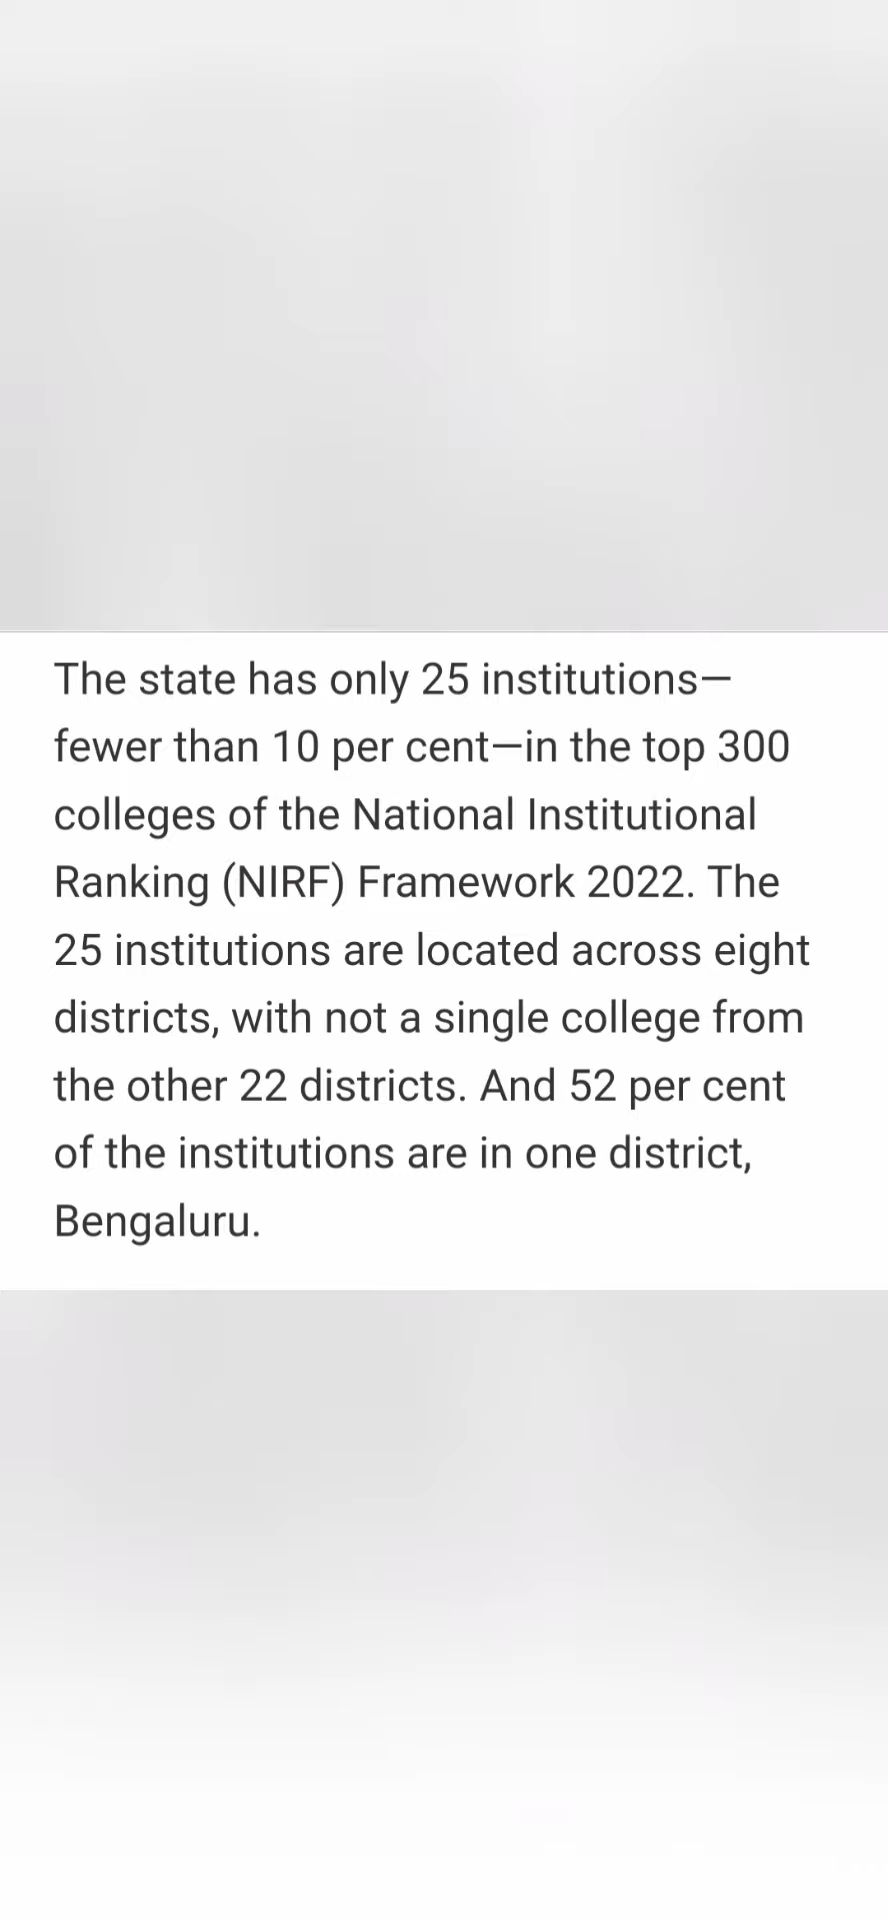 The state has only 25 institutions—
fewer than 10 per cent—in the top 300
colleges of the National Institutional
Ranking (NIRF) Framework 2022. The
25 institutions are located across eight
districts, with not a single college from
the other 22 districts. And 52 per cent
of the institutions are in one district,
Bengaluru.